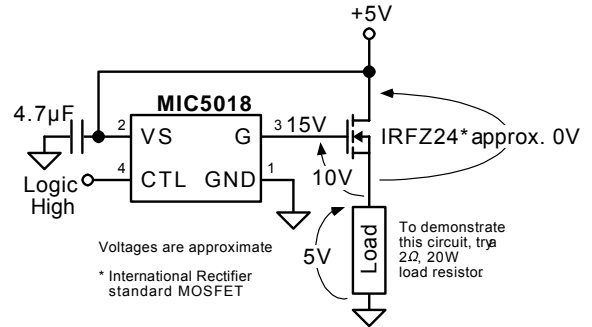 +5V
4.7µF
MIC5018
2 VS G 3 15V
IRFZ24* approx. 0V
4 CTL GND 1
Logic
High
10V
5V
Load
To demonstrate
this circuit, try a
2Ω, 20W
load resistor.
Voltages are approximate
* International Rectifier
standard MOSFET